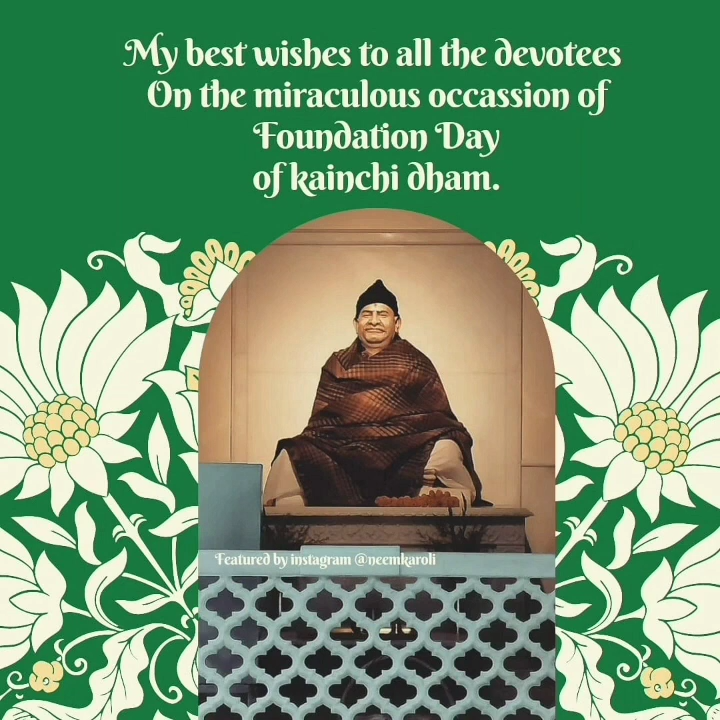 My best wishes to all the devotees
On the miraculous occassion of
Foundation Day
of kainchi dham.
Featured by instagram @neemkaroli